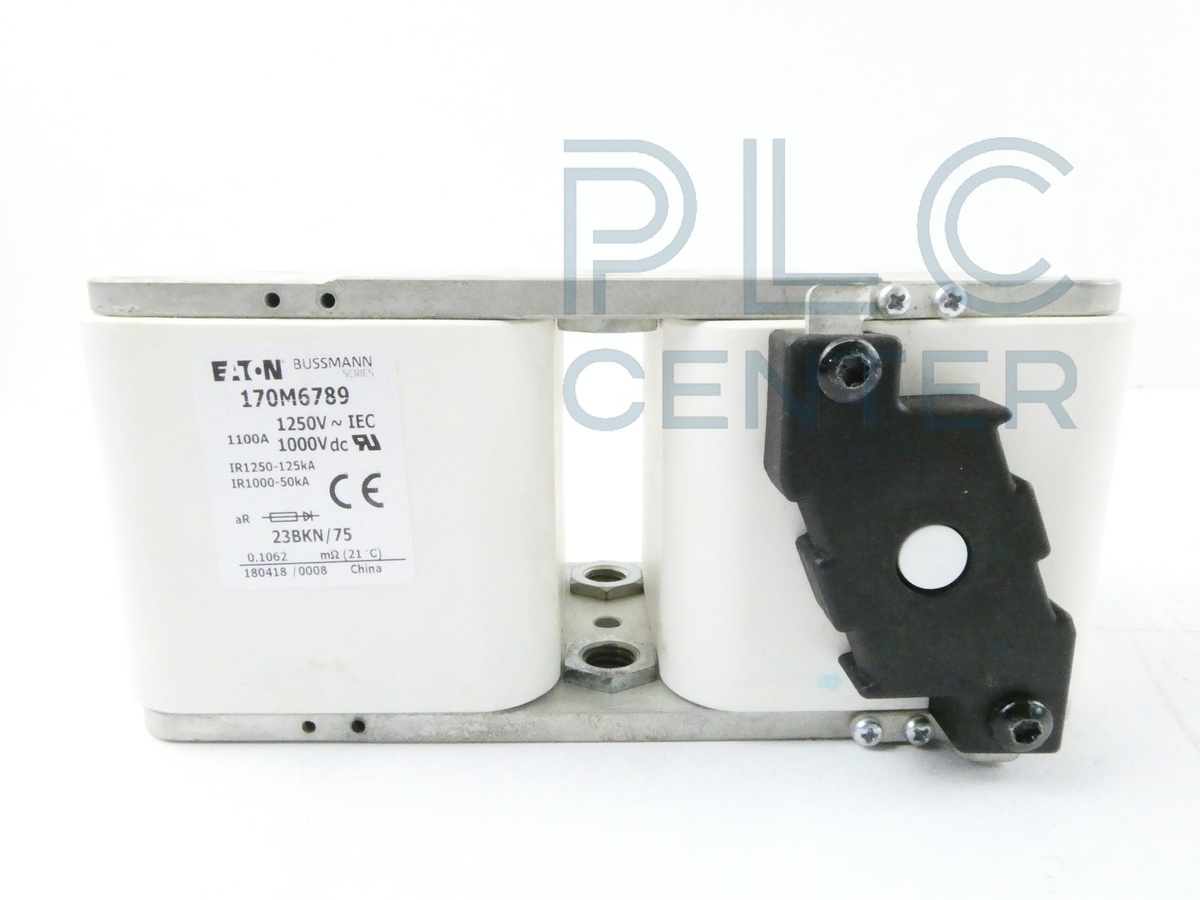 PLC
CENTER
EATON BUSSMANN
SERIES
170M6789
1250V ~ IEC
1100A 1000V dc
IR1250-125kA
IR1000-50kA
CE
aR
23BKN/75
0.1062 mΩ (21°C)
180418 /0008 China